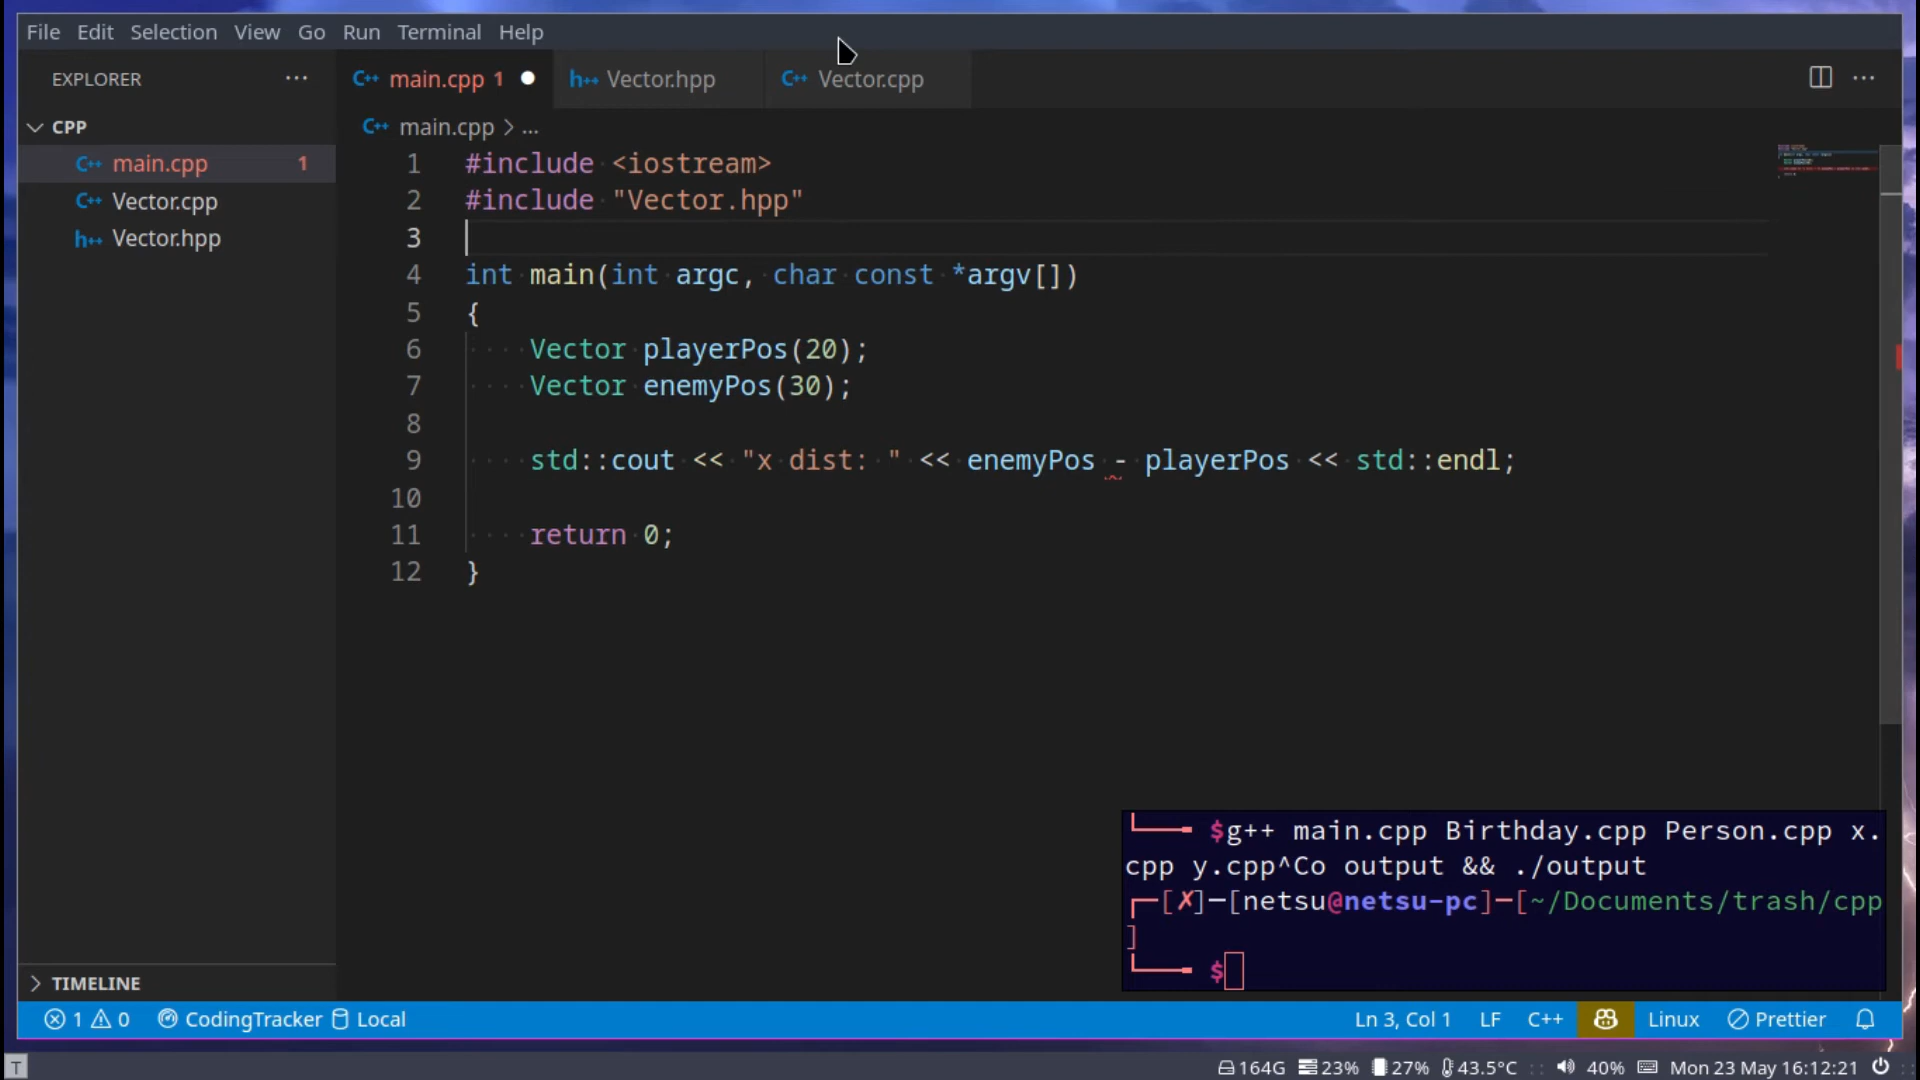 File Edit Selection View Go Run Terminal Help
EXPLORER ···
main.cpp 1
Vector.hpp
Vector.cpp
CPP
main.cpp 1
Vector.cpp
Vector.hpp
main.cpp > ...
1 #include <iostream>
2 #include "Vector.hpp"
3
4 int main(int argc, char const *argv[])
5 {
6 Vector playerPos(20);
7 Vector enemyPos(30);
8
9 std::cout << "x dist: " << enemyPos - playerPos << std::endl;
10
11 return 0;
12 }
$g++ main.cpp Birthday.cpp Person.cpp x.
cpp y.cpp^Co output && ./output
[✗]─[netsu@netsu-pc]─[~/Documents/trash/cpp
]
$
TIMELINE
1 0 CodingTracker Local
Ln 3, Col 1 LF C++ Linux Prettier
T
164G 23% 27% 43.5°C :: 40% Mon 23 May 16:12:21